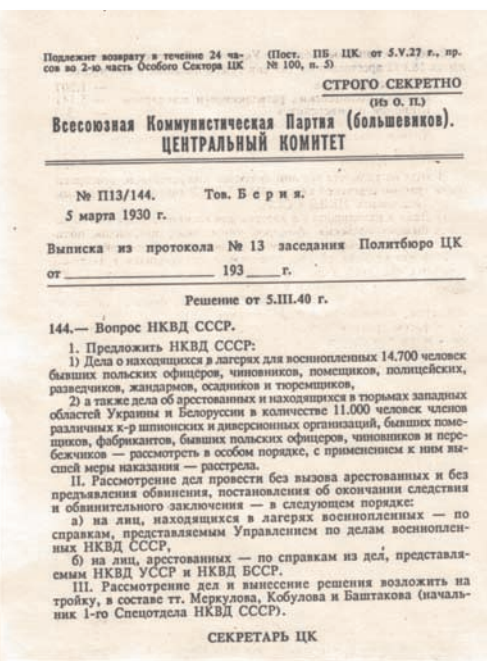 Подлежит возврату в течение 24 ча- (Пост. ПБ ЦК от 5.V.27 г., пр.
сов во 2-ю часть Особого Сектора ЦК № 100, п. 5)
СТРОГО СЕКРЕТНО
(Из О. П.)
Всесоюзная Коммунистическая Партия (большевиков).
ЦЕНТРАЛЬНЫЙ КОМИТЕТ
№ П13/144. Тов. Берия.
5 марта 1930 г.
Выписка из протокола № 13 заседания Политбюро ЦК
от ____________ 193____г.
Решение от 5.III.40 г.
144.— Вопрос НКВД СССР.
1. Предложить НКВД СССР:
1) Дела о находящихся в лагерях для военнопленных 14.700 человек
бывших польских офицеров, чиновников, помещиков, полицейских,
разведчиков, жандармов, осадников и тюремщиков,
2) а также дела об арестованных и находящихся в тюрьмах западных
областей Украины и Белоруссии в количестве 11.000 человек членов
различных к-р шпионских и диверсионных организаций, бывших поме-
щиков, фабрикантов, бывших польских офицеров, чиновников и пере-
бежчиков — рассмотреть в особом порядке, с применением к ним вы-
сшей меры наказания — расстрела.
II. Рассмотрение дел провести без вызова арестованных и без
предъявления обвинения, постановления об окончании следствия
и обвинительного заключения — в следующем порядке:
а) на лиц, находящихся в лагерях военнопленных — по
справкам, представляемым Управлением по делам военноплен-
ных НКВД СССР,
б) на лиц, арестованных — по справкам из дел, представля-
емым НКВД УССР и НКВД БССР.
III. Рассмотрение дел и вынесение решения возложить на
тройку, в составе тт. Меркулова, Кобулова и Баштакова (началь-
ник 1-го Спецотдела НКВД СССР).
СЕКРЕТАРЬ ЦК